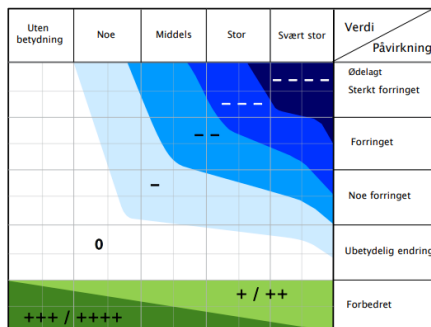 Uten betydning
Noe
Middels
Stor
Svært stor
Verdi
Påvirkning
– – – –
Ødelagt
Sterkt forringet
– – –
– –
Forringet
–
Noe forringet
0
Ubetydelig endring
+ / ++
Forbedret
+++ / ++++